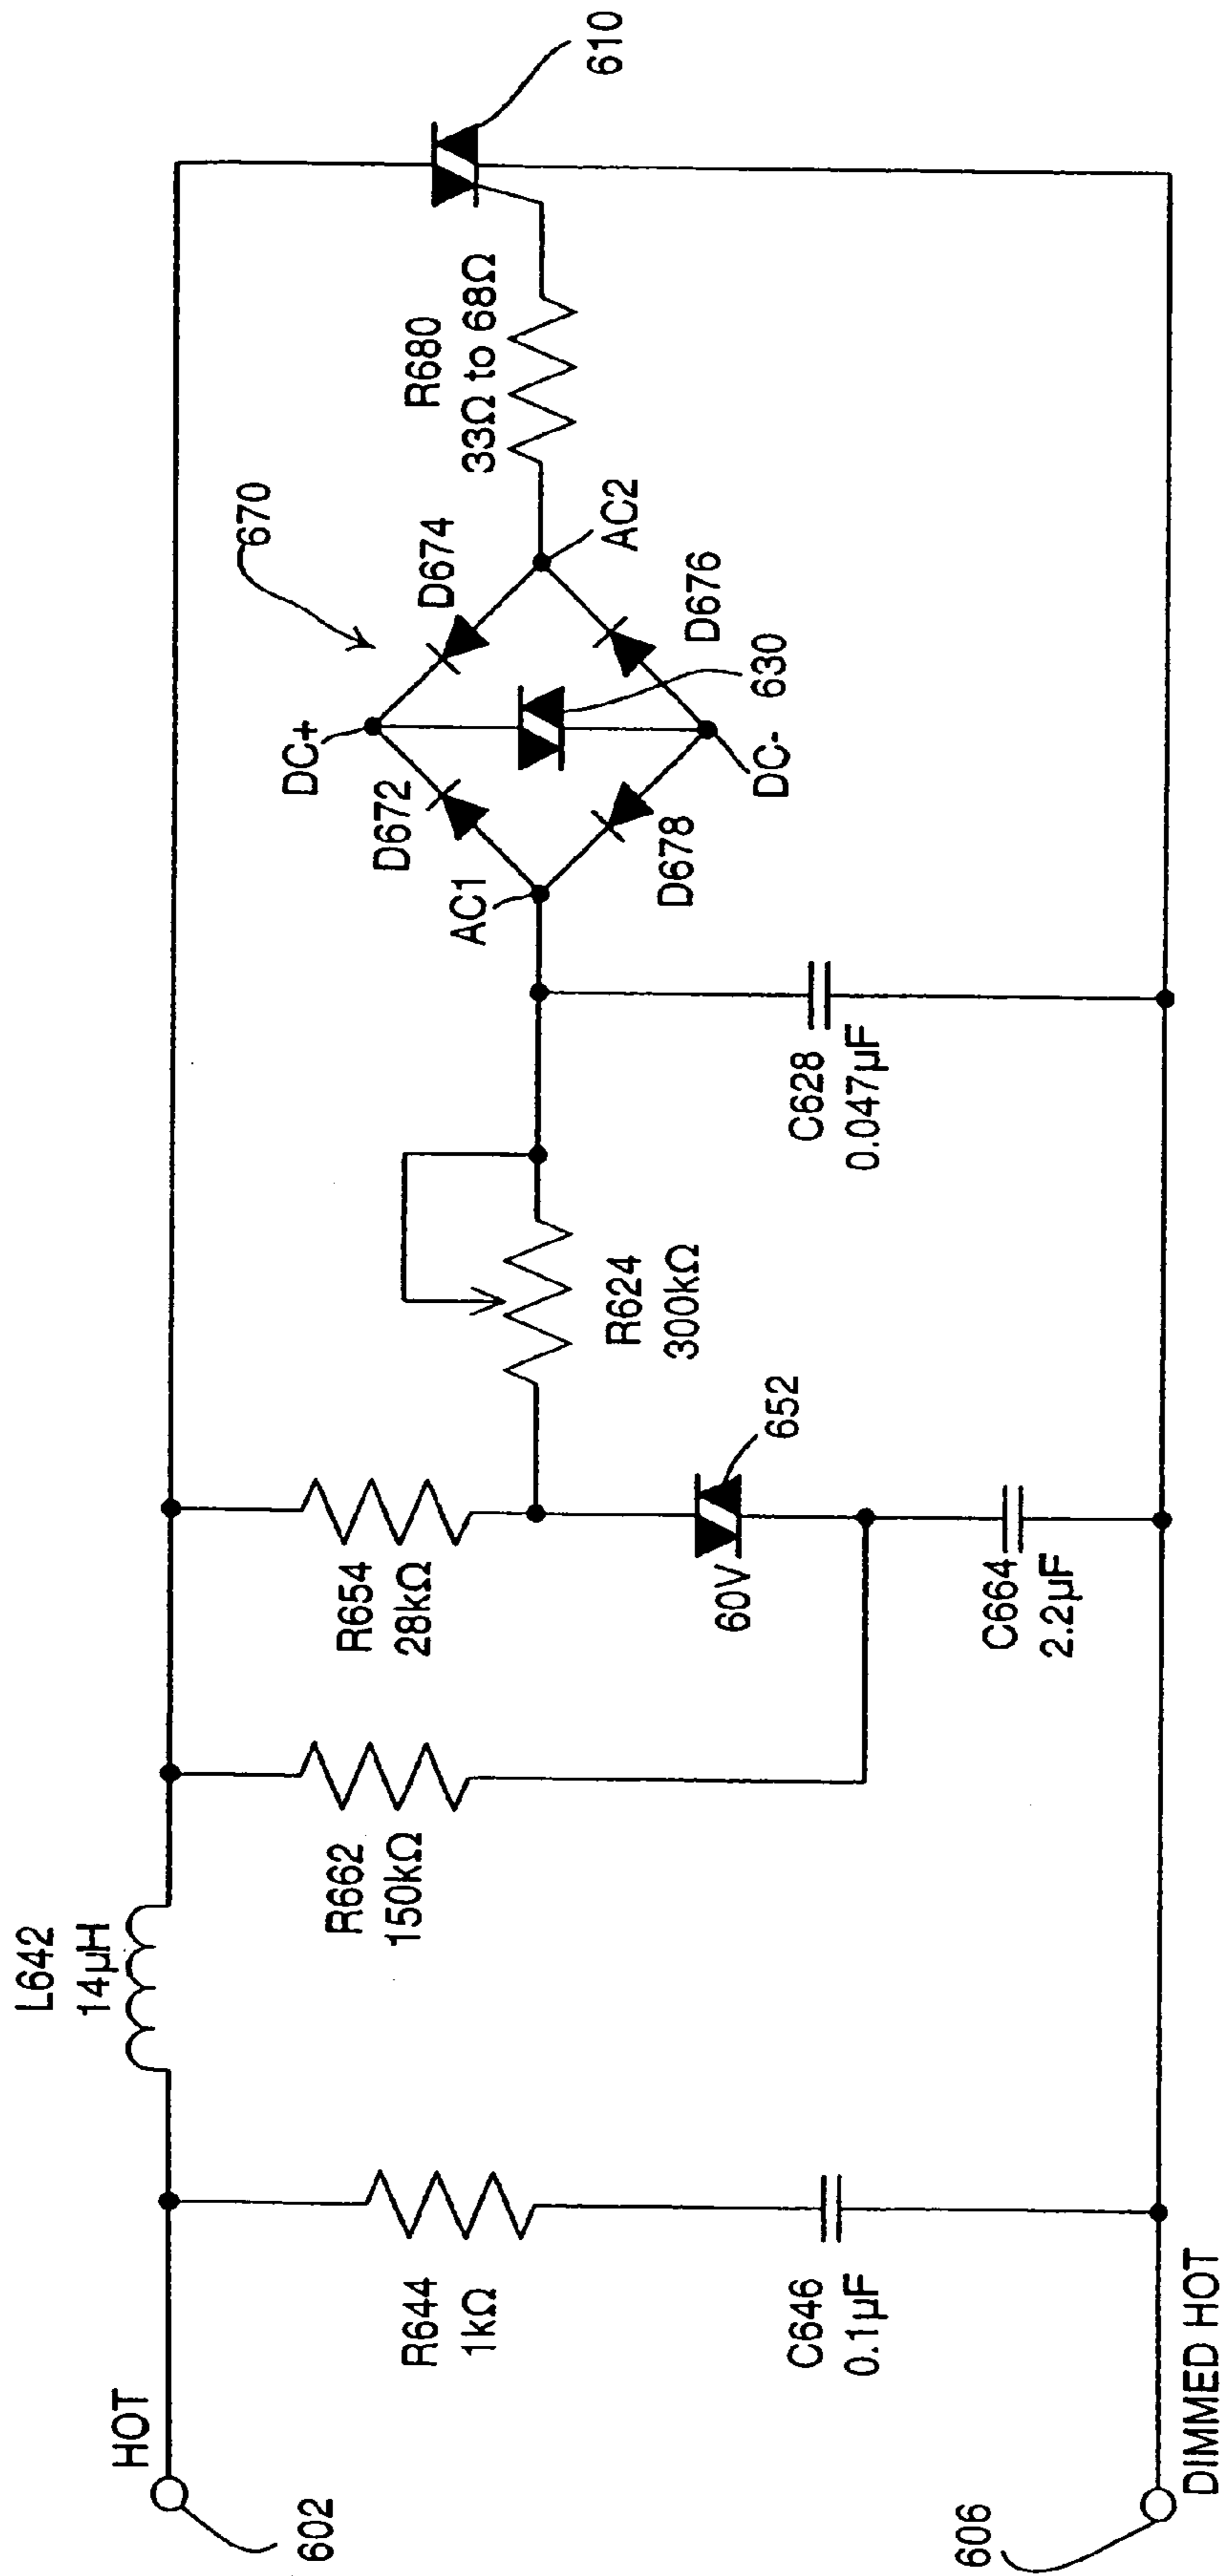 HOT
602
L642
14µH
R644
1kΩ
C646
0.1µF
R662
150kΩ
R654
28kΩ
60V
652
C664
2.2µF
R624
300kΩ
C628
0.047µF
670
AC1
D672
DC+
D674
D678
DC-
630
D676
AC2
R680
33Ω to 68Ω
610
606
DIMMED HOT